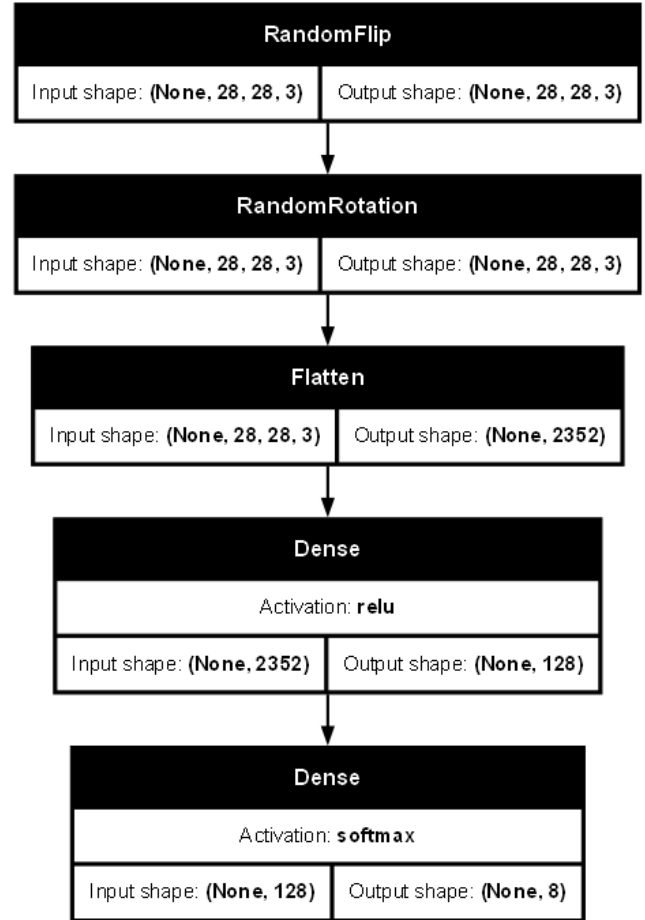 RandomFlip
Input shape: (None, 28, 28, 3) Output shape: (None, 28, 28, 3)
RandomRotation
Input shape: (None, 28, 28, 3) Output shape: (None, 28, 28, 3)
Flatten
Input shape: (None, 28, 28, 3) Output shape: (None, 2352)
Dense
Activation: relu
Input shape: (None, 2352) Output shape: (None, 128)
Dense
Activation: softmax
Input shape: (None, 128) Output shape: (None, 8)